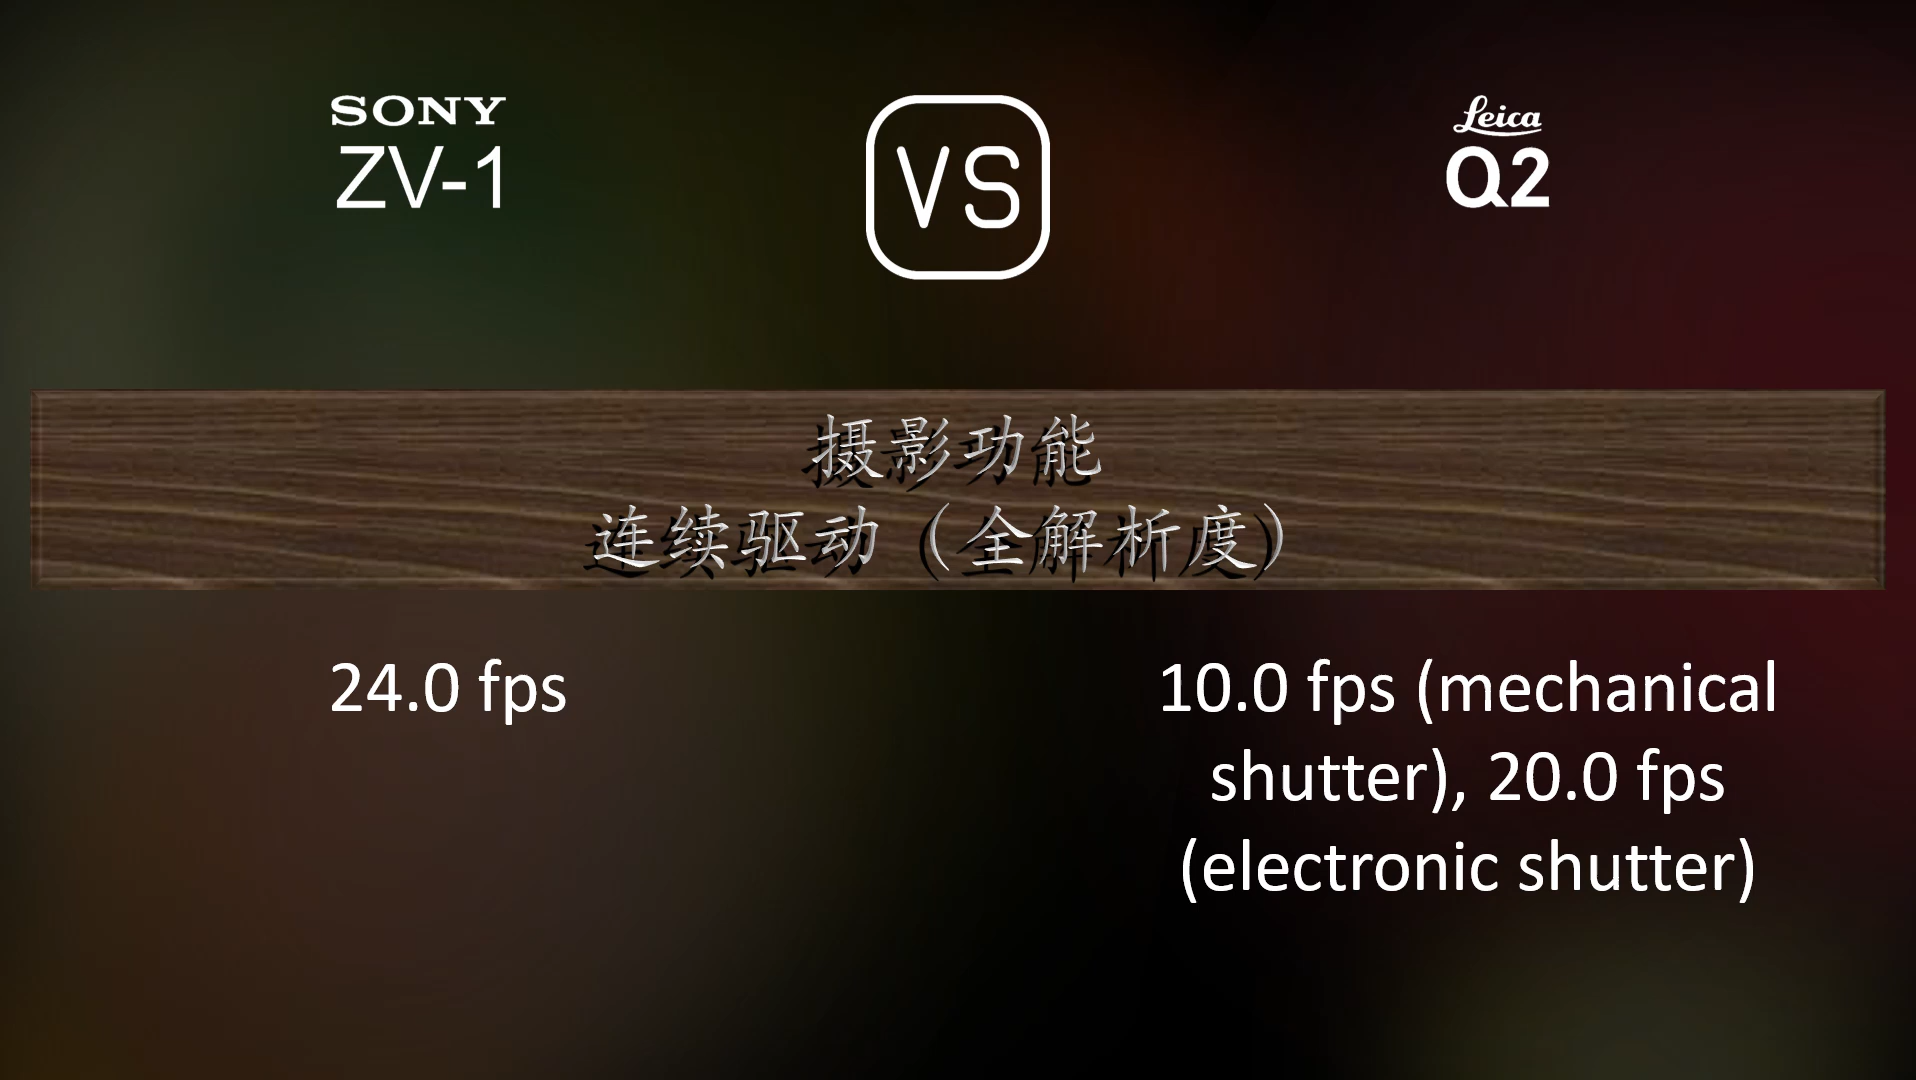 SONY
ZV-1
VS
Leica
Q2
摄影功能
连续驱动（全解析度）
24.0 fps
10.0 fps (mechanical
shutter), 20.0 fps
(electronic shutter)